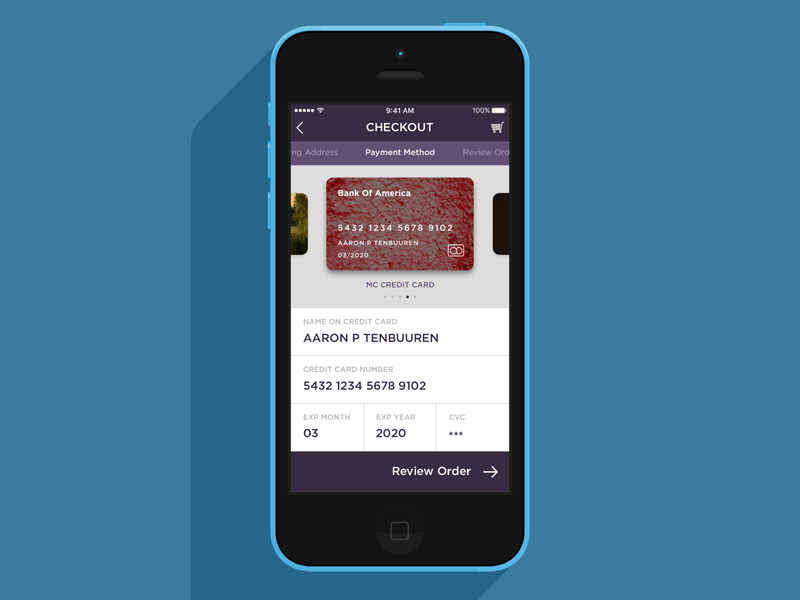 9:41 AM 100%
CHECKOUT
ng Address Payment Method Review Ord
Bank Of America
5432 1234 5678 9102
AARON P TENBUUREN
03/2020
MC CREDIT CARD
NAME ON CREDIT CARD
AARON P TENBUUREN
CREDIT CARD NUMBER
5432 1234 5678 9102
EXP MONTH EXP YEAR CVC
03 2020 •••
Review Order